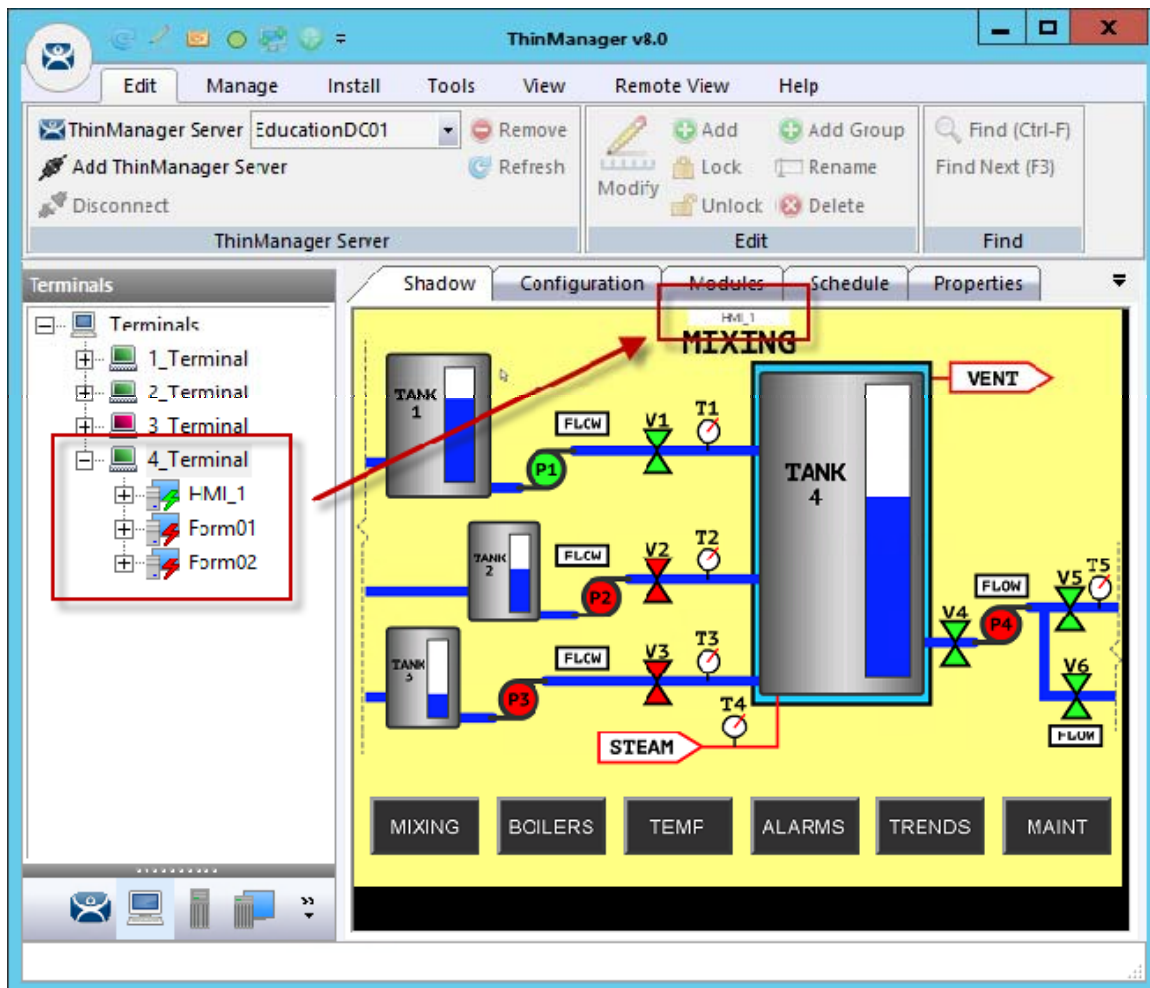 ThinManager v8.0
Edit Manage Install Tools View Remote View Help
ThinManager Server EducationDC01 Remove
Add ThinManager Server Refresh
Disconnect
ThinManager Server
Modify
Add Add Group
Lock Rename
Unlock Delete
Edit
Find (Ctrl-F)
Find Next (F3)
Find
Terminals
Terminals
1_Terminal
2_Terminal
3_Terminal
4_Terminal
HMI_1
Form01
Form02
Shadow Configuration Modules Schedule Properties
HMI_1
MIXING
VENT
TANK
1
FLOW
V1
T1
P1
TANK
4
TANK
2
FLOW
V2
T2
P2
TANK
3
FLOW
V3
T3
P3
T4
STEAM
V4
FLOW
P4
V5
T5
V6
FLOW
MIXING BOILERS TEMP ALARMS TRENDS MAINT